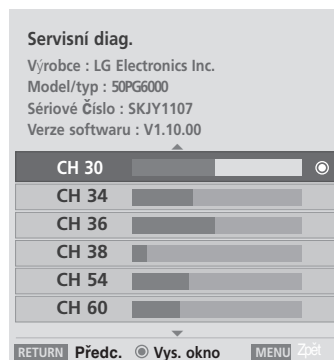 Servisní diag.
Výrobce : LG Electronics Inc.
Model/typ : 50PG6000
Sériové Číslo : SKJY1107
Verze softwaru : V1.10.00
CH 30
CH 34
CH 36
CH 38
CH 54
CH 60
RETURN Předc. Vys. okno MENU Zpět